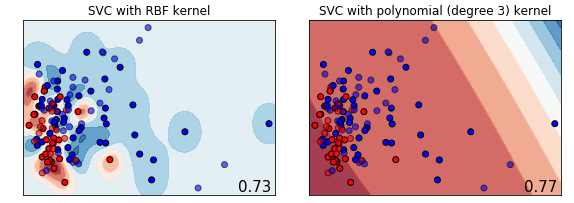 SVC with RBF kernel
SVC with polynomial (degree 3) kernel
0.73
0.77